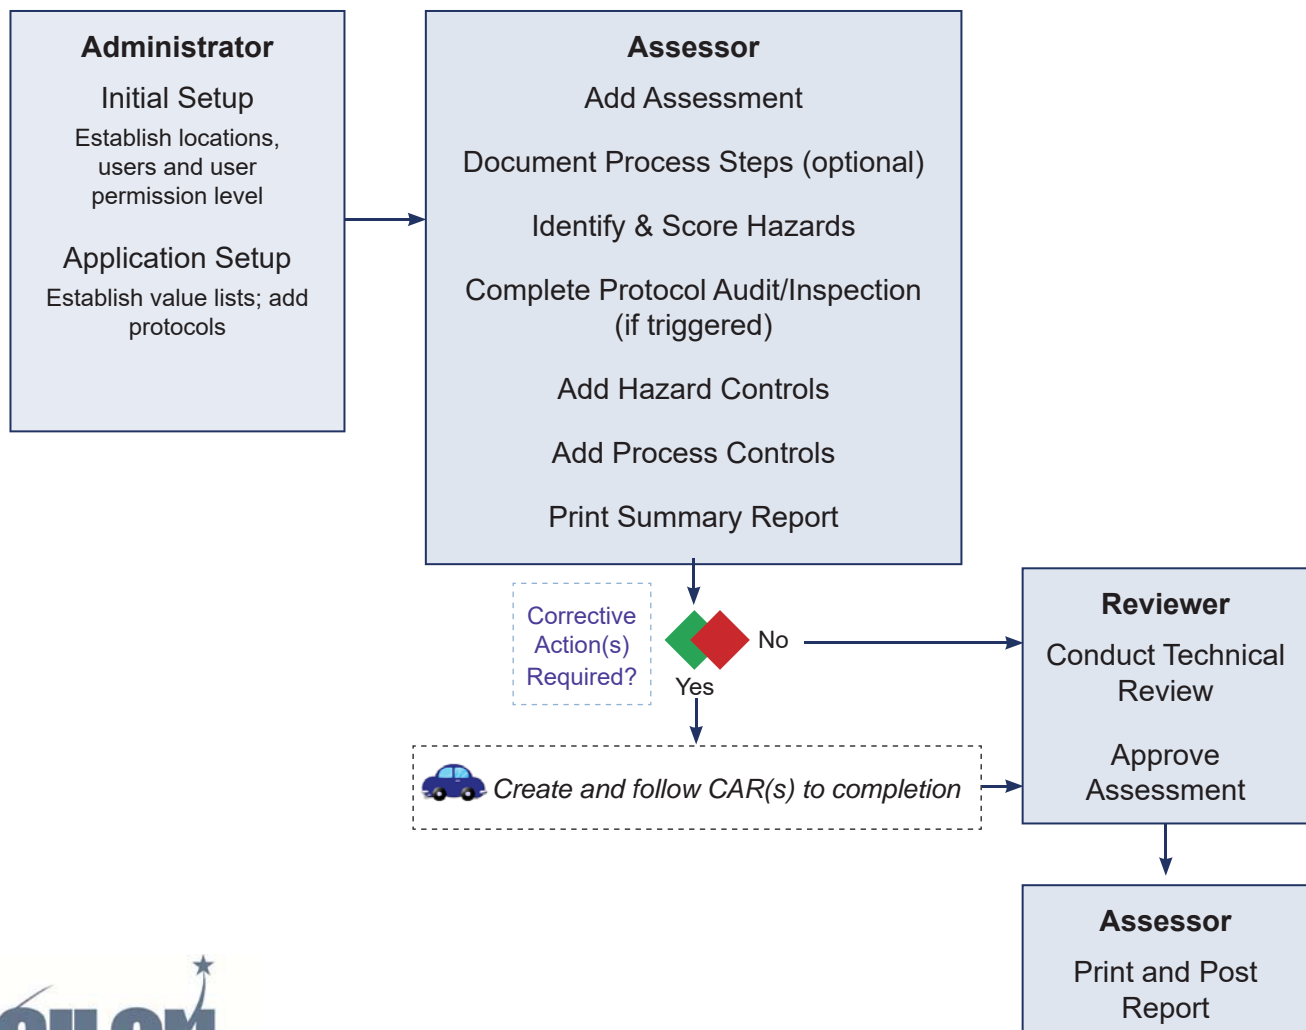 Administrator
Initial Setup
Establish locations,
users and user
permission level
Application Setup
Establish value lists; add
protocols
Assessor
Add Assessment
Document Process Steps (optional)
Identify & Score Hazards
Complete Protocol Audit/Inspection
(if triggered)
Add Hazard Controls
Add Process Controls
Print Summary Report
Corrective
Action(s)
Required?
No
Yes
Create and follow CAR(s) to completion
Reviewer
Conduct Technical
Review
Approve
Assessment
Assessor
Print and Post
Report